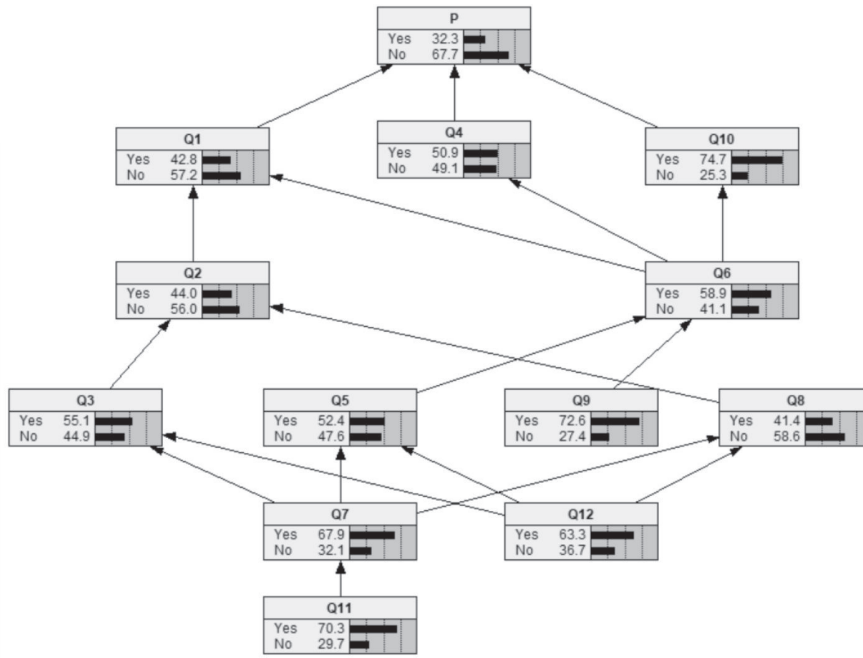 P
Yes 32.3
No 67.7
Q1
Yes 42.8
No 57.2
Q4
Yes 50.9
No 49.1
Q10
Yes 74.7
No 25.3
Q2
Yes 44.0
No 56.0
Q6
Yes 58.9
No 41.1
Q3
Yes 55.1
No 44.9
Q5
Yes 52.4
No 47.6
Q9
Yes 72.6
No 27.4
Q8
Yes 41.4
No 58.6
Q7
Yes 67.9
No 32.1
Q12
Yes 63.3
No 36.7
Q11
Yes 70.3
No 29.7